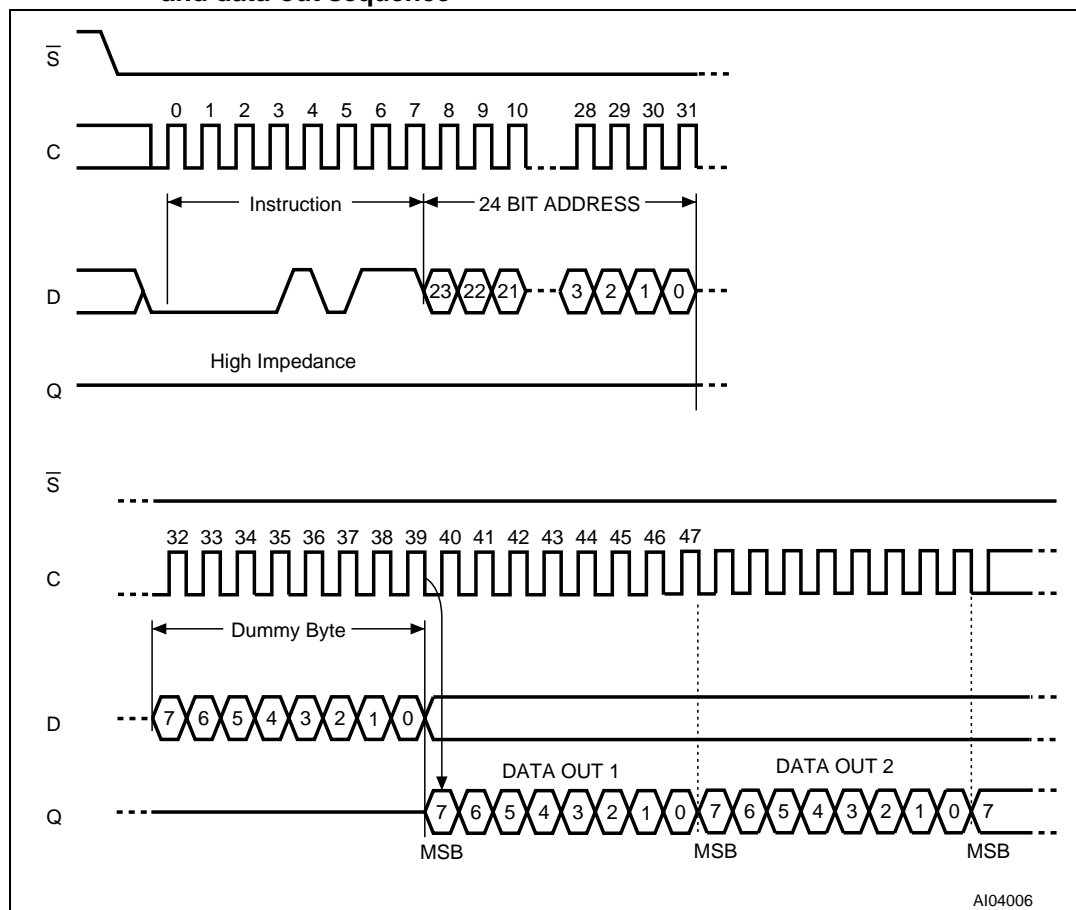 and data-out sequence
S
0 1 2 3 4 5 6 7 8 9 10 28 29 30 31
C
Instruction 24 BIT ADDRESS
D 23 22 21 3 2 1 0
High Impedance
Q
S
32 33 34 35 36 37 38 39 40 41 42 43 44 45 46 47
C
Dummy Byte
D 7 6 5 4 3 2 1 0
DATA OUT 1 DATA OUT 2
Q 7 6 5 4 3 2 1 0 7 6 5 4 3 2 1 0 7
MSB MSB MSB
AI04006